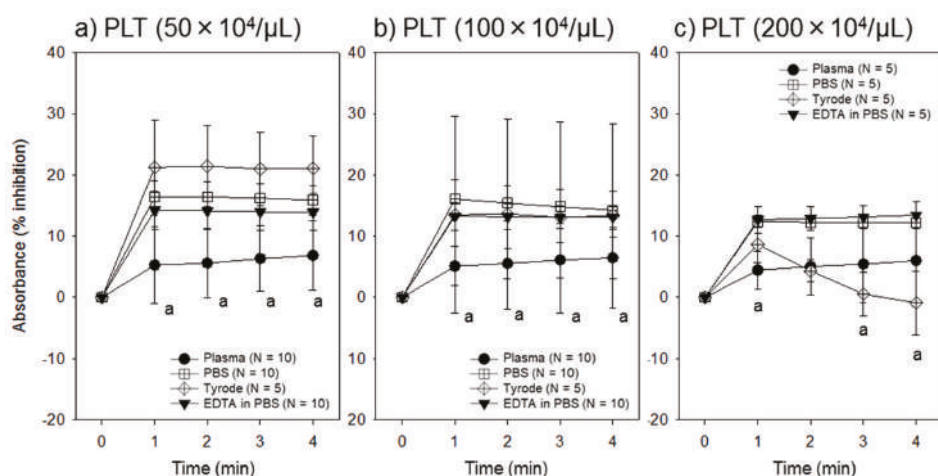 a) PLT (50 × 10⁴/µL)
b) PLT (100 × 10⁴/µL)
c) PLT (200 × 10⁴/µL)
Absorbance (% inhibition)
40
30
20
10
0
-10
20
a
a
a
a
Plasma (N = 10)
PBS (N = 10)
Tyrode (N = 5)
EDTA in PBS (N = 10)
0 1 2 3 4
Time (min)
40
30
20
10
0
-10
20
a
a
a
a
Plasma (N = 10)
PBS (N = 10)
Tyrode (N = 5)
EDTA in PBS (N = 10)
0 1 2 3 4
Time (min)
40
30
20
10
0
-10
20
Plasma (N = 5)
PBS (N = 5)
Tyrode (N = 5)
EDTA in PBS (N = 5)
a
a
a
0 1 2 3 4
Time (min)